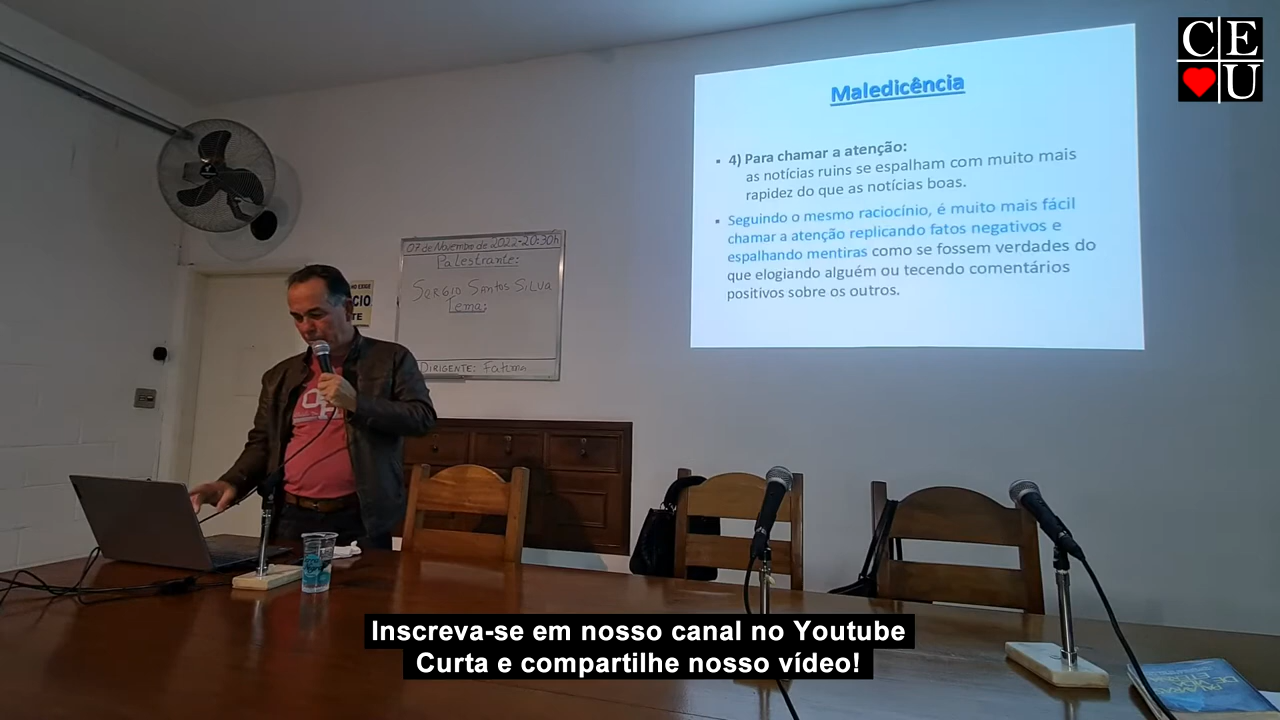 CE
U
Maledicência
4) Para chamar a atenção:
as notícias ruins se espalham com muito mais
rapidez do que as notícias boas.
Seguindo o mesmo raciocínio, é muito mais fácil
chamar a atenção replicando fatos negativos e
espalhando mentiras como se fossem verdades do
que elogiando alguém ou tecendo comentários
positivos sobre os outros.
07 de Novembro de 2022-20:30h
Palestrante:
SERGIO Santos SiLVA
Tema:
DIRIGENTE: Fatima
Inscreva-se em nosso canal no Youtube
Curta e compartilhe nosso vídeo!